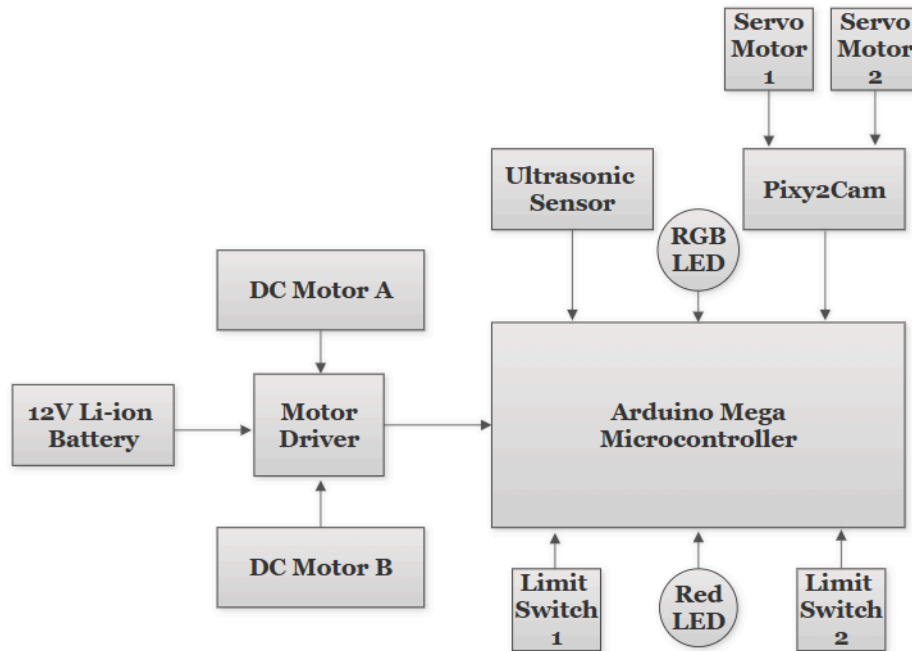 Servo
Motor
1
Servo
Motor
2
Ultrasonic
Sensor
RGB
LED
Pixy2Cam
DC Motor A
12V Li-ion
Battery
Motor
Driver
Arduino Mega
Microcontroller
DC Motor B
Limit
Switch
1
Red
LED
Limit
Switch
2